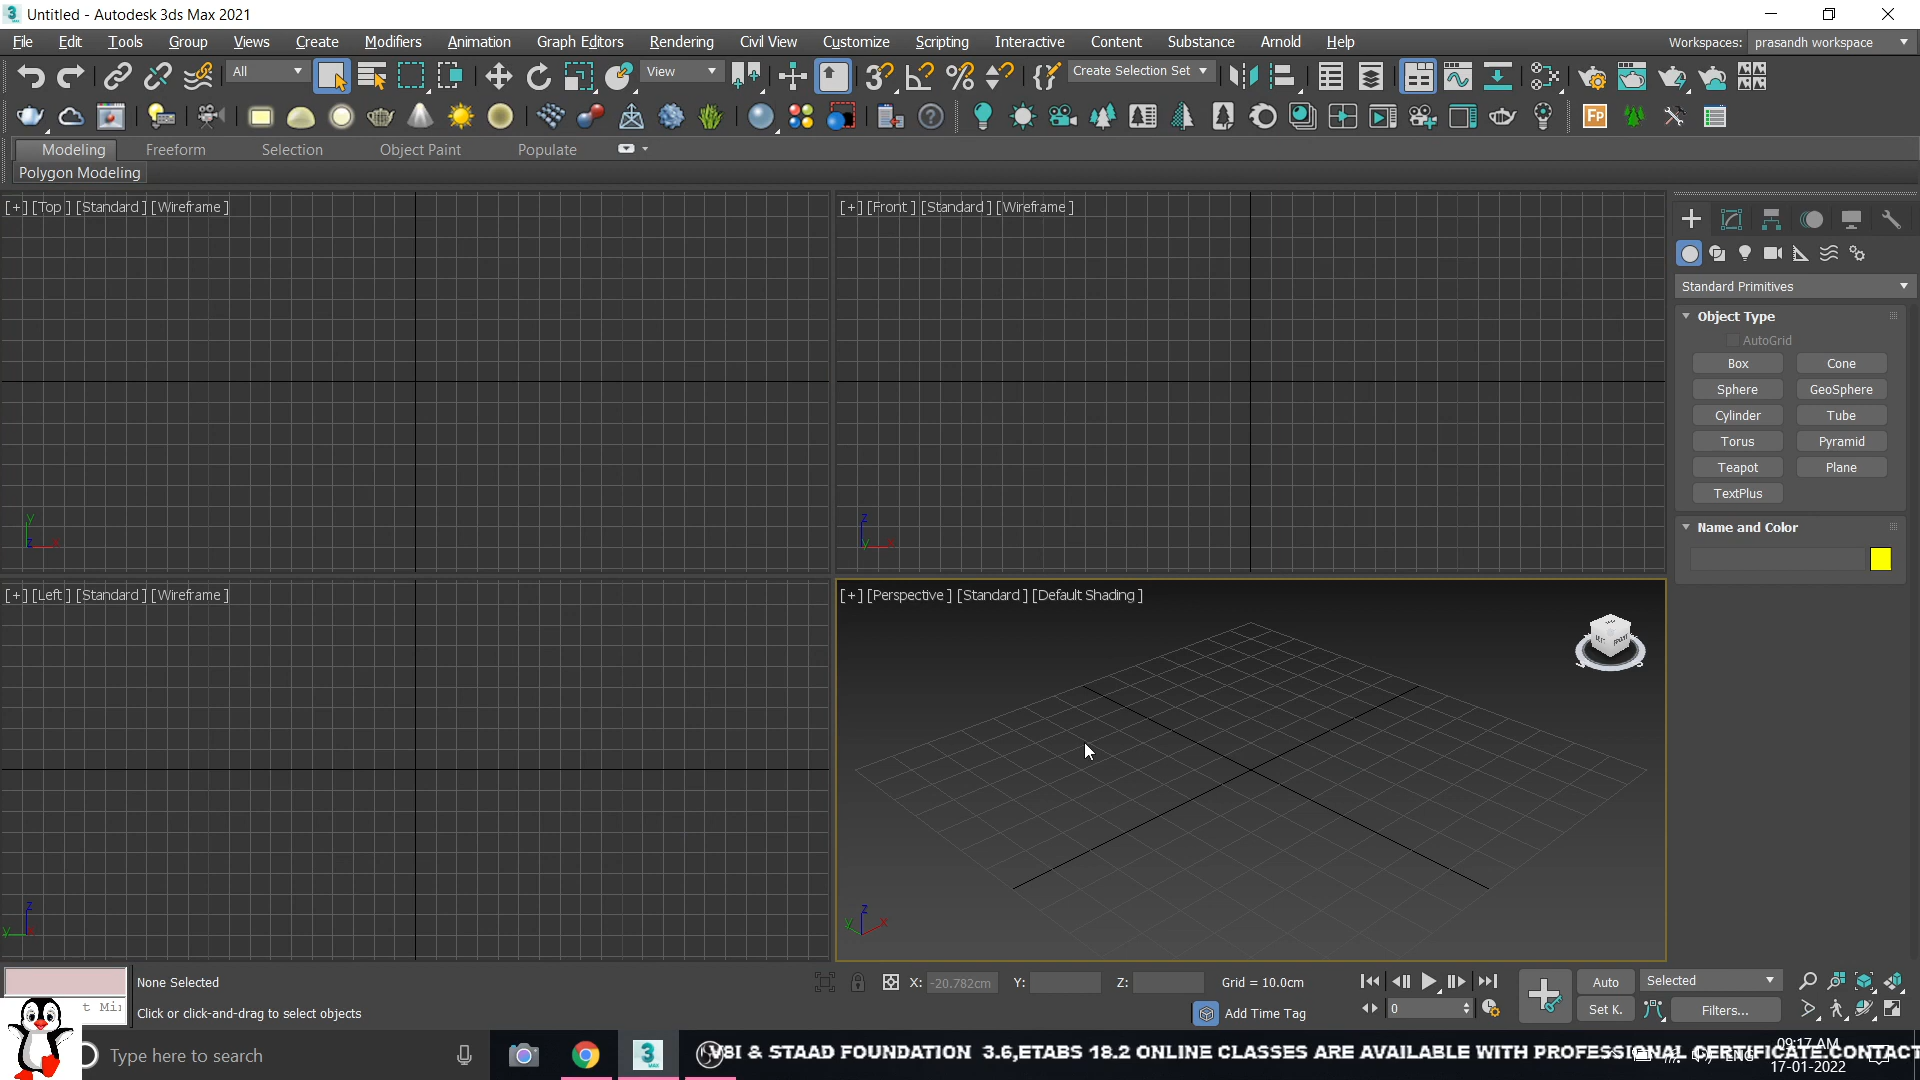 Untitled - Autodesk 3ds Max 2021
File Edit Tools Group Views Create Modifiers Animation Graph Editors Rendering Civil View Customize Scripting Interactive Content Substance Arnold Help Workspaces: prasandh workspace
All View Create Selection Set
Fp
Modeling Freeform Selection Object Paint Populate
Polygon Modeling
[+] [Top ] [Standard ] [Wireframe ]
[+] [Front ] [Standard ] [Wireframe ]
Standard Primitives
Object Type
AutoGrid
Box Cone
Sphere GeoSphere
Cylinder Tube
Torus Pyramid
Teapot Plane
TextPlus
Name and Color
y
z x
z
y x
[+] [Left ] [Standard ] [Wireframe ]
[+] [Perspective ] [Standard ] [Default Shading ]
z
y x
z
y x
None Selected
X: -20.782cm Y: Z: Grid = 10.0cm
Auto Selected
t Mi
Click or click-and-drag to select objects
Add Time Tag
0
Set K. Filters...
Type here to search
V8I & STAAD FOUNDATION 3.6,ETABS 18.2 ONLINE CLASSES ARE AVAILABLE WITH PROFESSIONAL CERTIFICATE.CONTACT
ENG
09:17 AM
17-01-2022